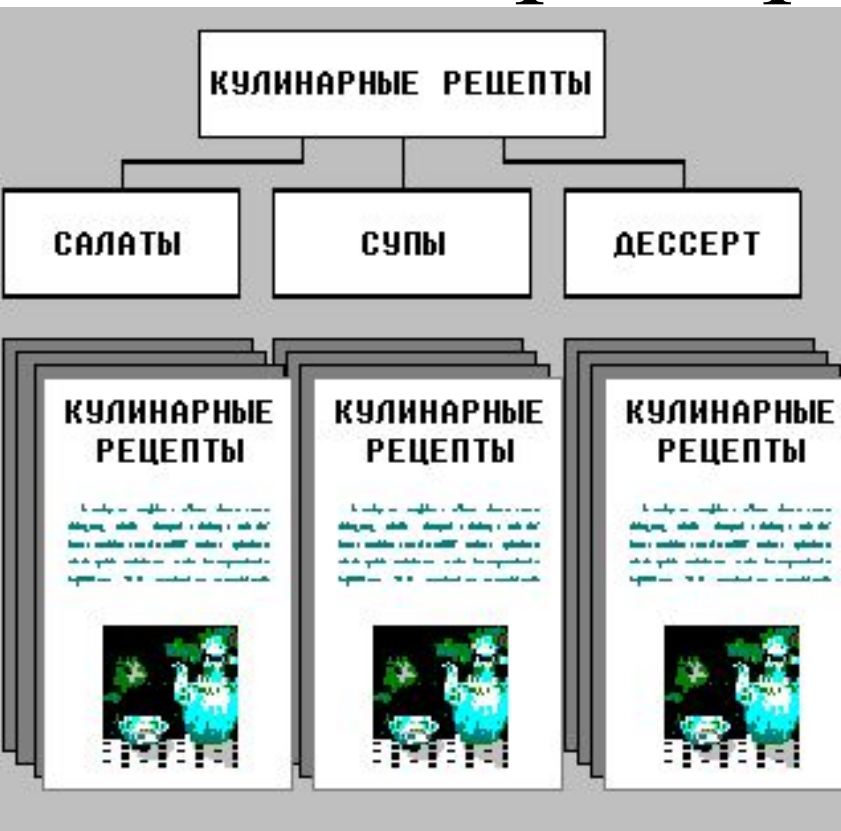 КУЛИНАРНЫЕ РЕЦЕПТЫ
САЛАТЫ
СУПЫ
ДЕССЕРТ
КУЛИНАРНЫЕ
РЕЦЕПТЫ
КУЛИНАРНЫЕ
РЕЦЕПТЫ
КУЛИНАРНЫЕ
РЕЦЕПТЫ